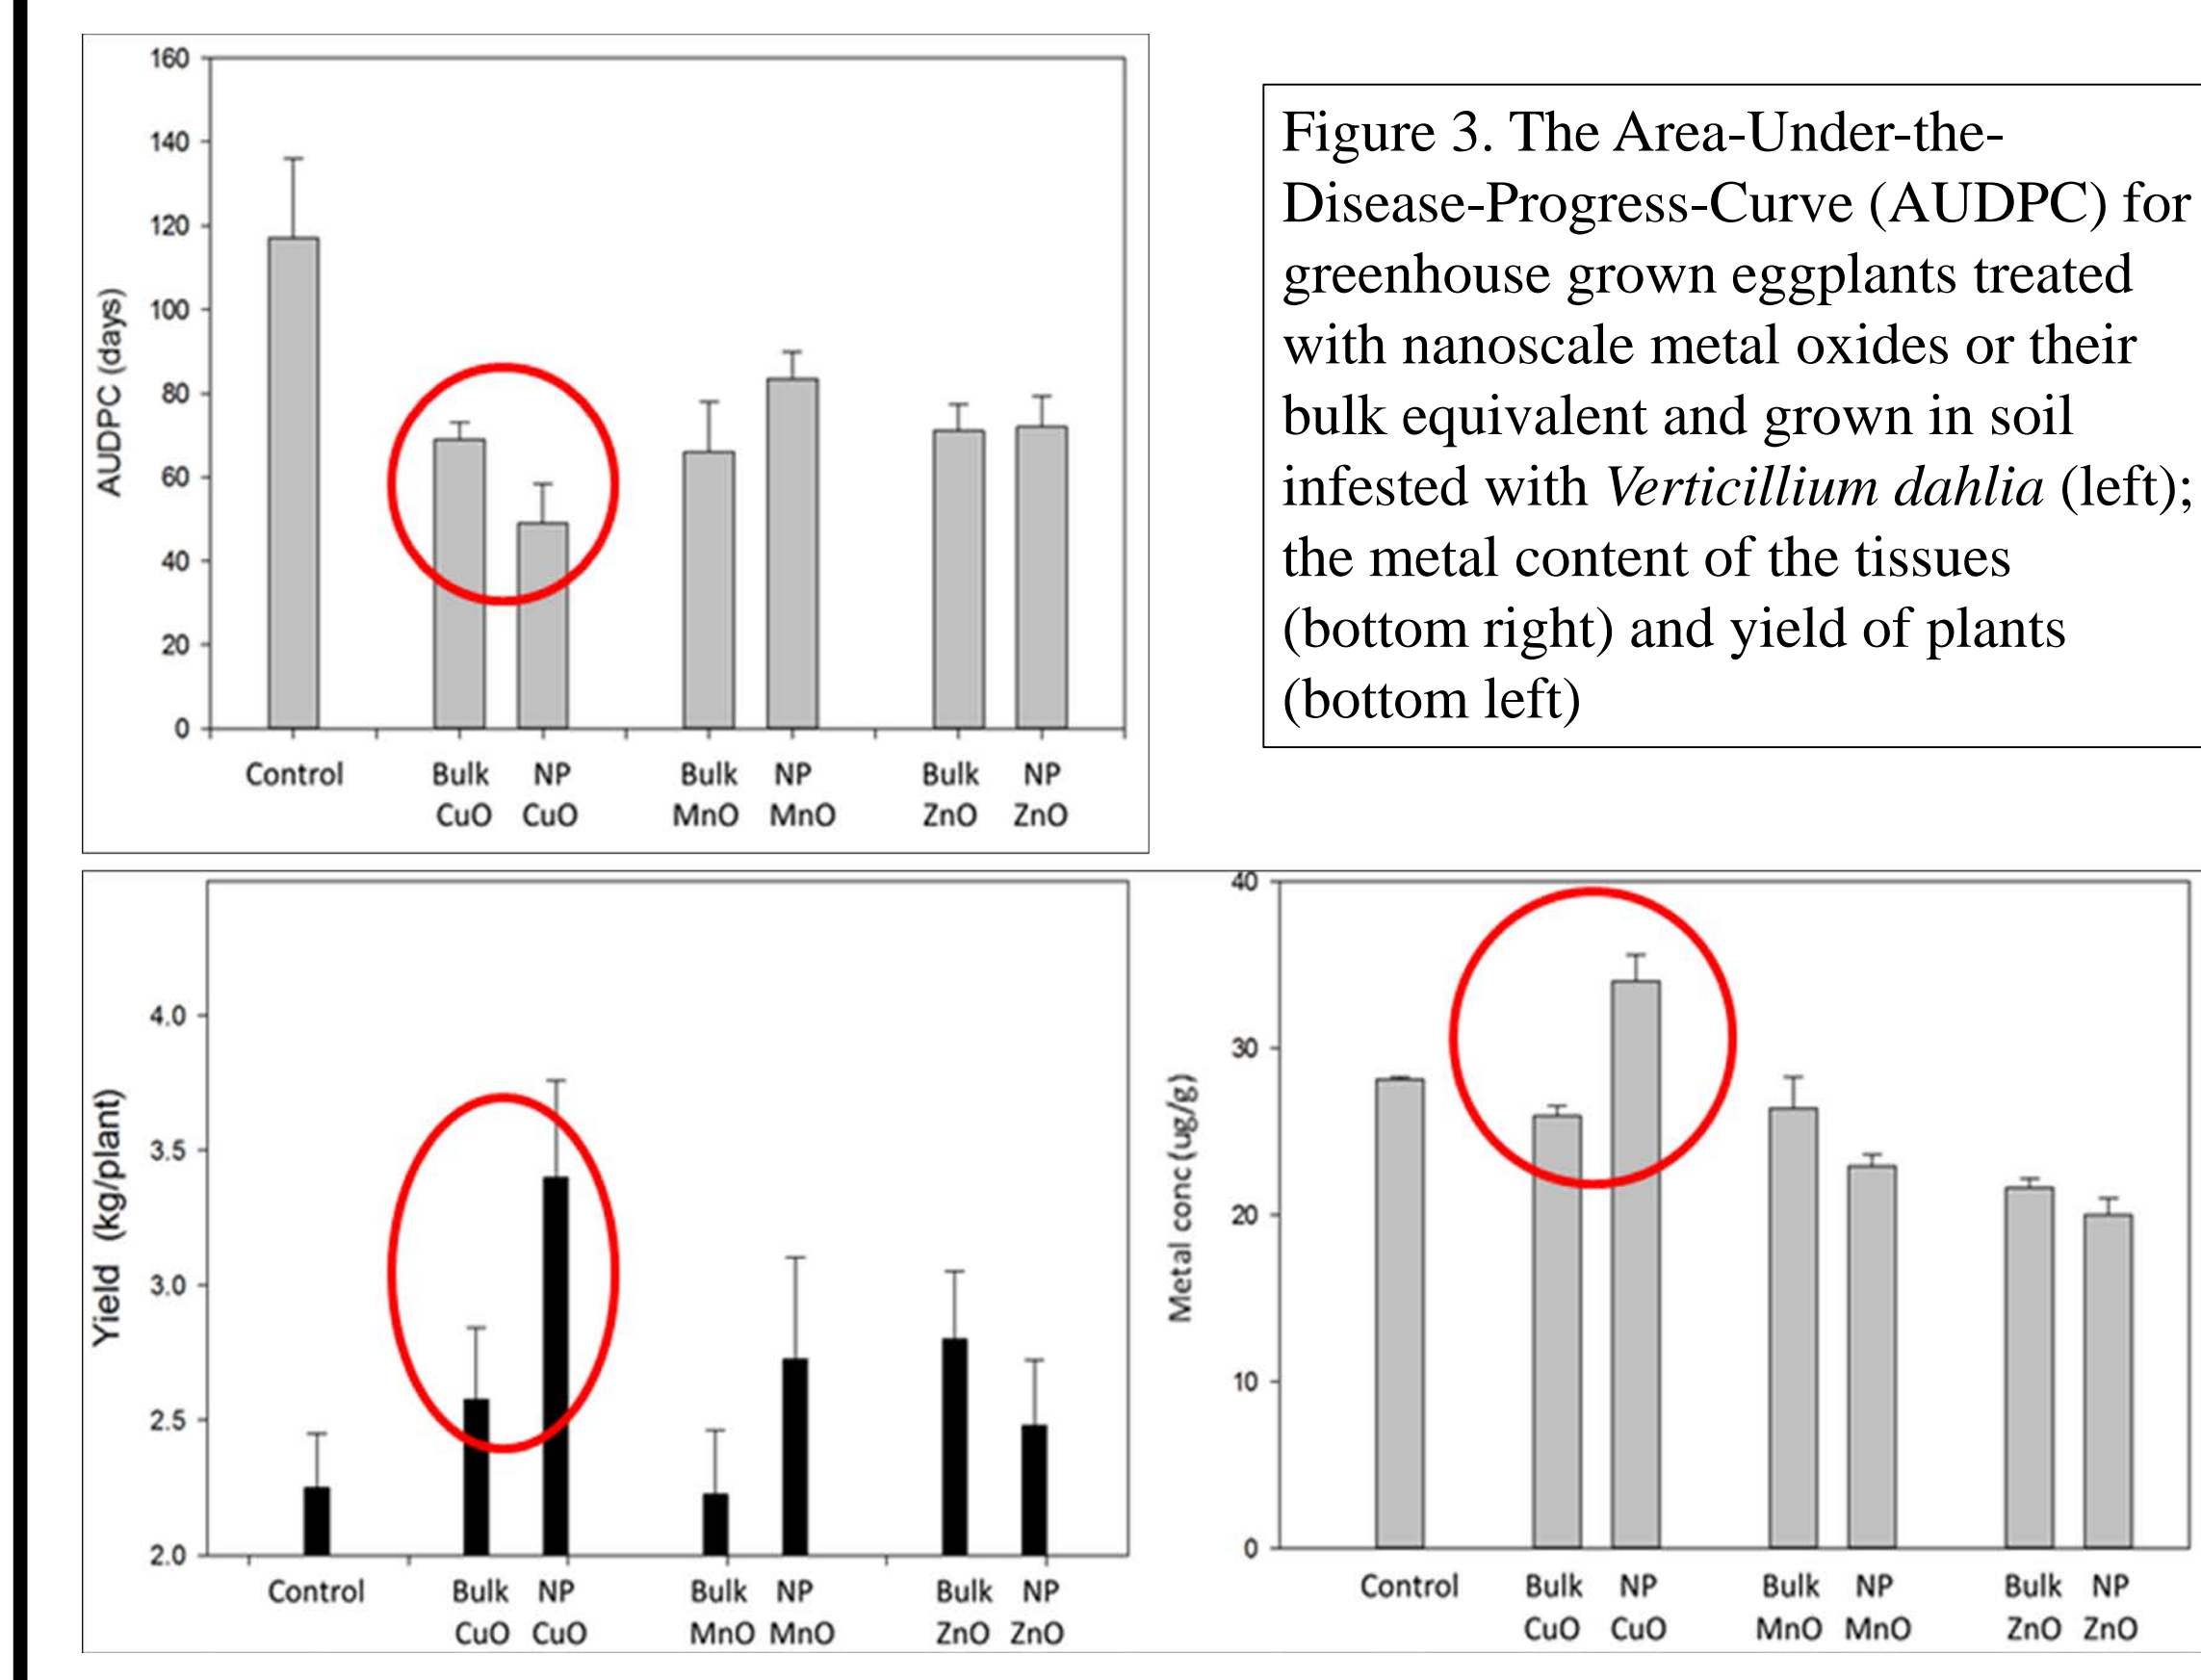 160
140
120
100
80
60
40
20
0
AUDPC (days)
Control
Bulk NP
CuO CuO
Bulk NP
MnO MnO
Bulk NP
ZnO ZnO
Figure 3. The Area-Under-the-
Disease-Progress-Curve (AUDPC) for
greenhouse grown eggplants treated
with nanoscale metal oxides or their
bulk equivalent and grown in soil
infested with Verticillium dahlia (left);
the metal content of the tissues
(bottom right) and yield of plants
(bottom left)
4.0
3.5
3.0
2.5
2.0
Yield (kg/plant)
Control
Bulk NP
CuO CuO
Bulk NP
MnO MnO
Bulk NP
ZnO ZnO
40
30
20
10
0
Metal conc (ug/g)
Control
Bulk NP
CuO CuO
Bulk NP
MnO MnO
Bulk NP
ZnO ZnO